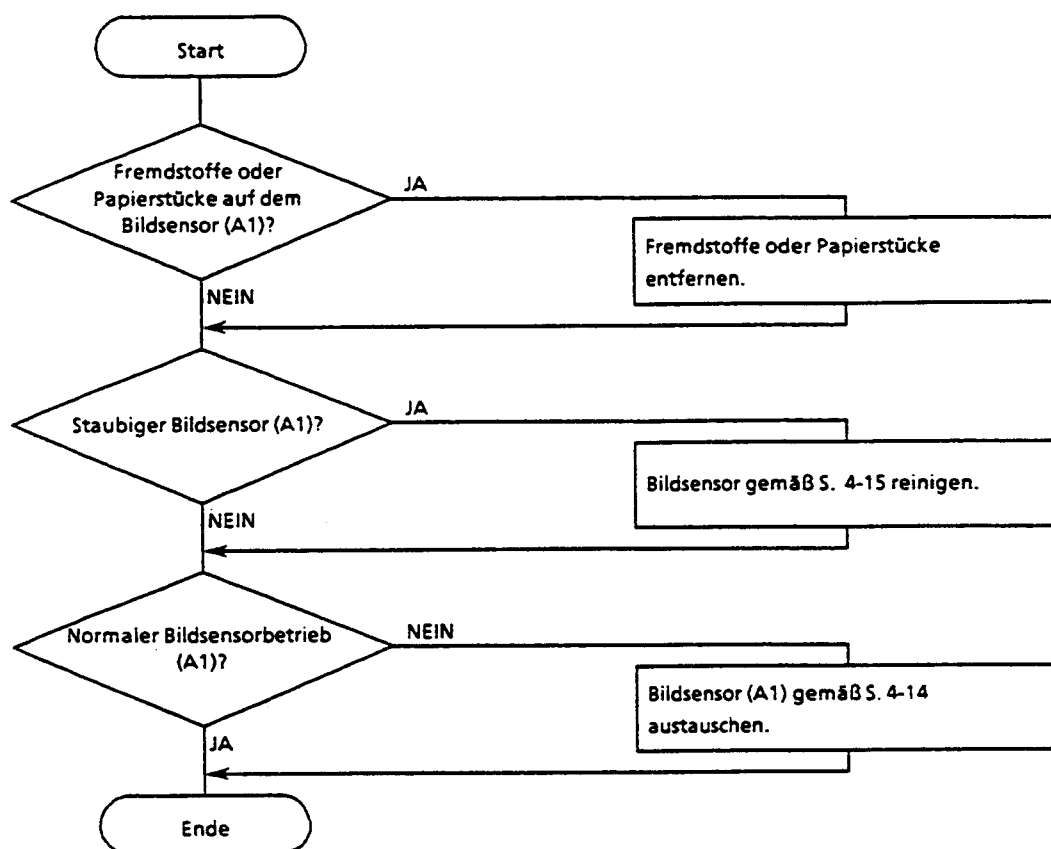 Start
Fremdstoffe oder
Papierstücke auf dem
Bildsensor (A1)?
JA
Fremdstoffe oder Papierstücke
entfernen.
NEIN
Staubiger Bildsensor (A1)?
JA
Bildsensor gemäß S. 4-15 reinigen.
NEIN
Normaler Bildsensorbetrieb
(A1)?
NEIN
Bildsensor (A1) gemäß S. 4-14
austauschen.
JA
Ende